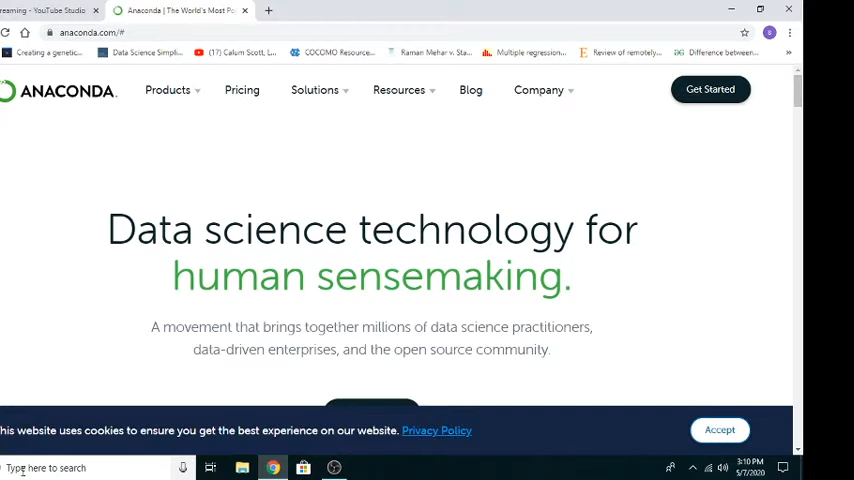 reaming - YouTube Studio
Anaconda | The World's Most Po
anaconda.com/#
Creating a genetic...
Data Science Simpli...
(17) Calum Scott, L...
COCOMO Resource...
Raman Mehar v. Sta...
Multiple regression...
Review of remotely...
Difference between...
ANACONDA.
Products
Pricing
Solutions
Resources
Blog
Company
Get Started
Data science technology for
human sensemaking.
A movement that brings together millions of data science practitioners,
data-driven enterprises, and the open source community.
his website uses cookies to ensure you get the best experience on our website. Privacy Policy
Accept
Type here to search
3:10 PM
5/7/2020